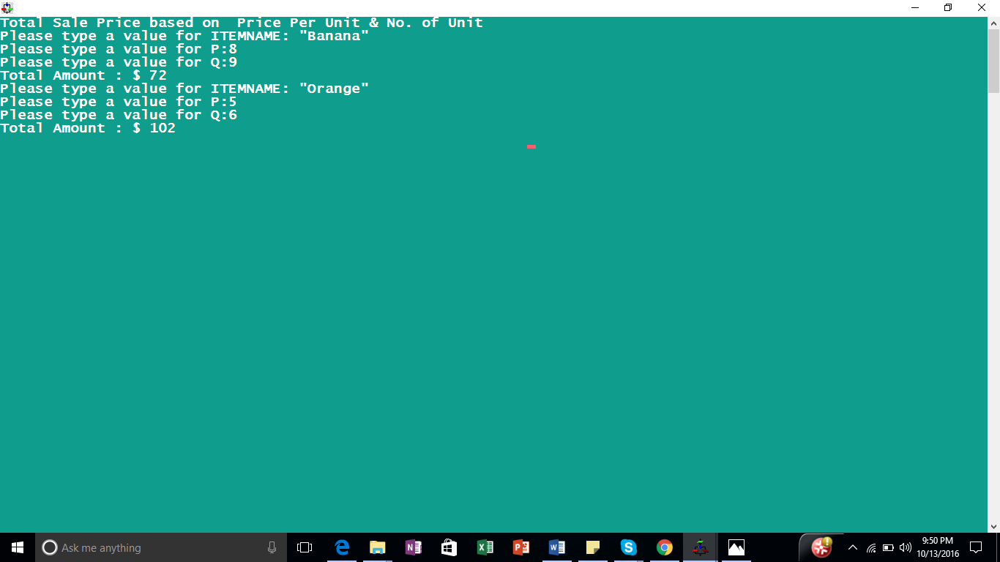 Total Sale Price based on  Price Per Unit & No. of Unit
Please type a value for ITEMNAME: "Banana"
Please type a value for P:8
Please type a value for Q:9
Total Amount : $ 72
Please type a value for ITEMNAME: "Orange"
Please type a value for P:5
Please type a value for Q:6
Total Amount : $ 102
Ask me anything
9:50 PM
10/13/2016